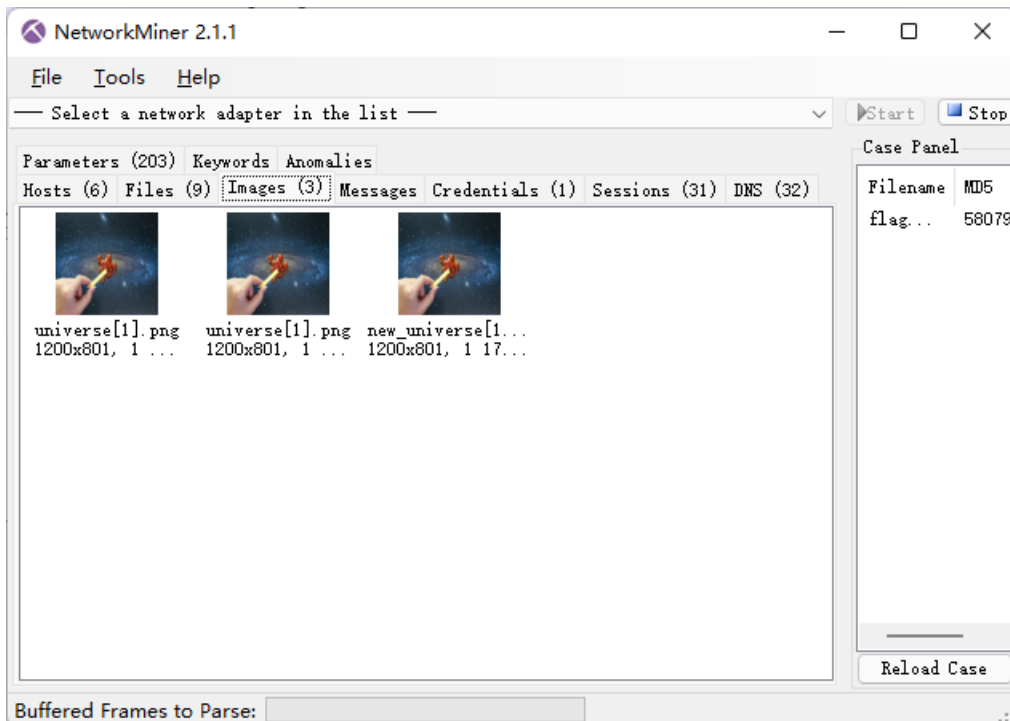 NetworkMiner 2.1.1
File Tools Help
— Select a network adapter in the list —
Start Stop
Parameters (203) Keywords Anomalies
Hosts (6) Files (9) Images (3) Messages Credentials (1) Sessions (31) DNS (32)
Case Panel
Filename MD5
flag... 58079
universe[1].png universe[1].png new_universe[1...
1200x801, 1 ... 1200x801, 1 ... 1200x801, 1 17...
Reload Case
Buffered Frames to Parse: